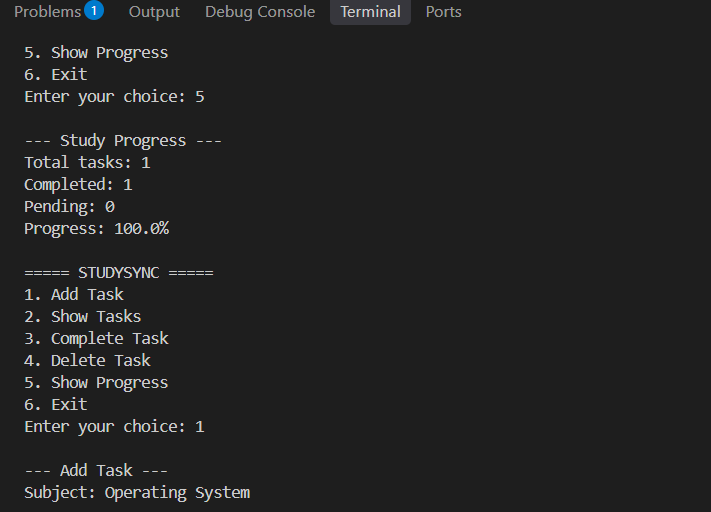 Problems 1 Output Debug Console Terminal Ports
5. Show Progress
6. Exit
Enter your choice: 5
--- Study Progress ---
Total tasks: 1
Completed: 1
Pending: 0
Progress: 100.0%
===== STUDYSYNC =====
1. Add Task
2. Show Tasks
3. Complete Task
4. Delete Task
5. Show Progress
6. Exit
Enter your choice: 1
--- Add Task ---
Subject: Operating System